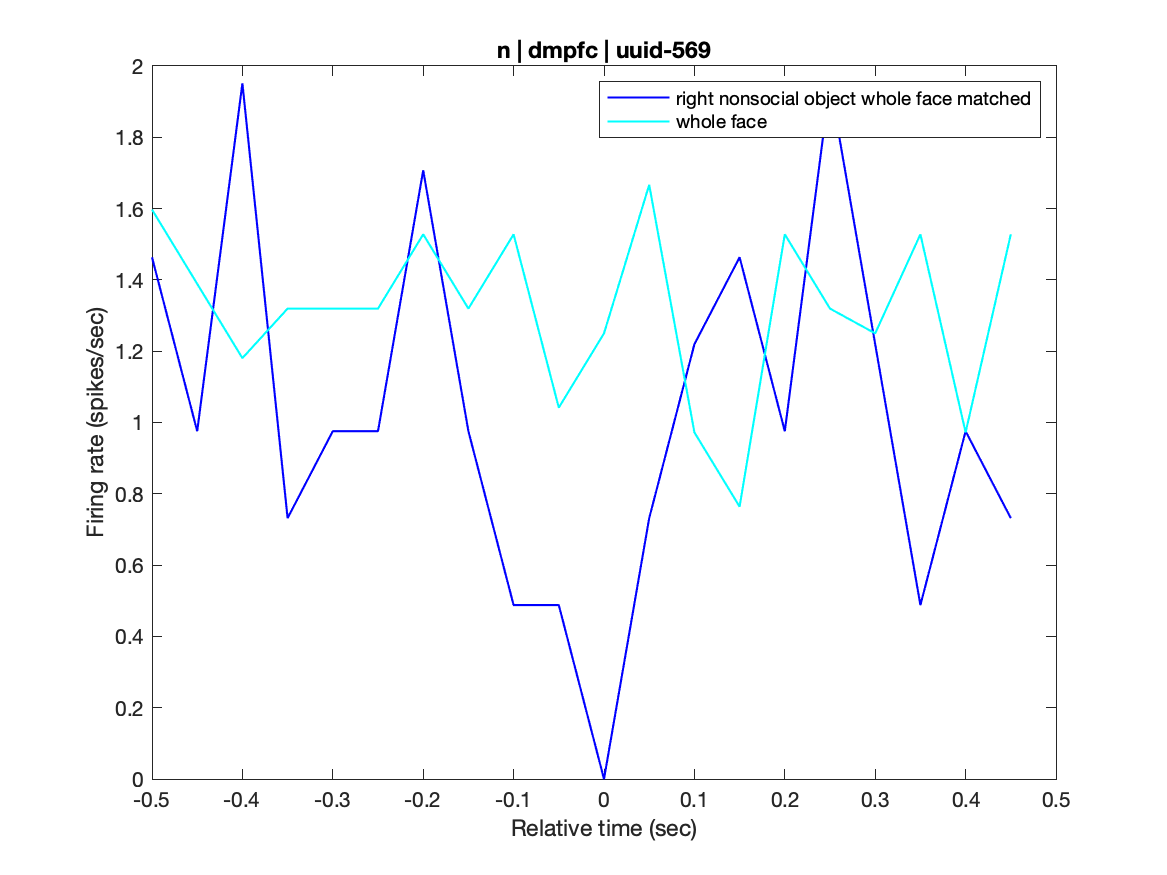 n | dmpfc | uuid-569
right nonsocial object whole face matched
whole face
2
1.8
1.6
1.4
1.2
1
0.8
0.6
0.4
0.2
0
Firing rate (spikes/sec)
-0.5 -0.4 -0.3 -0.2 -0.1 0 0.1 0.2 0.3 0.4 0.5
Relative time (sec)